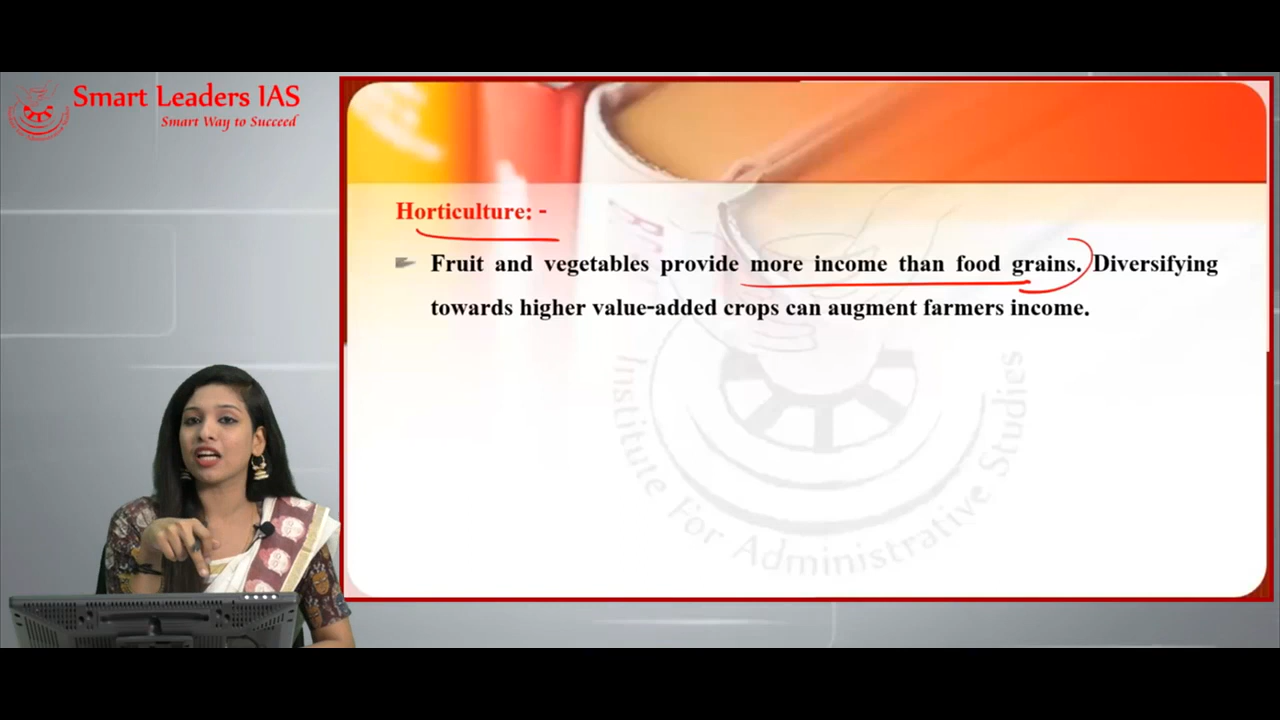 Smart Leaders IAS
Smart Way to Succeed
Horticulture: -
Fruit and vegetables provide more income than food grains. Diversifying
towards higher value-added crops can augment farmers income.
Institute For Administrative Studies